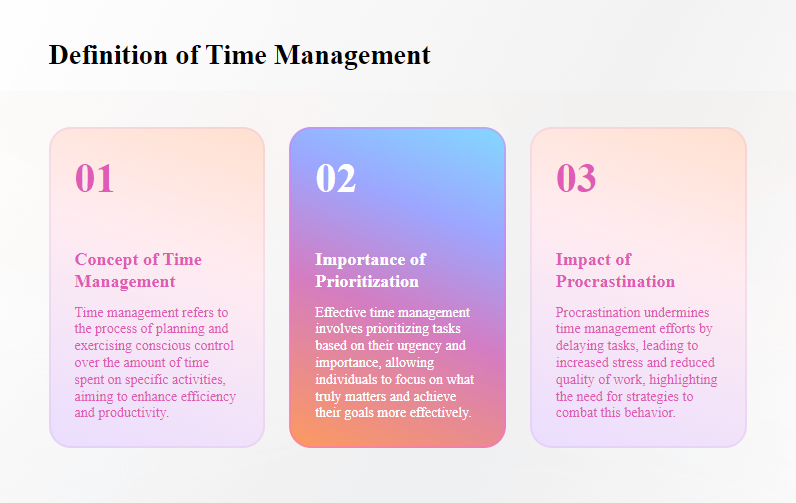 Definition of Time Management
01
Concept of Time
Management
Time management refers to
the process of planning and
exercising conscious control
over the amount of time
spent on specific activities,
aiming to enhance efficiency
and productivity.
02
Importance of
Prioritization
Effective time management
involves prioritizing tasks
based on their urgency and
importance, allowing
individuals to focus on what
truly matters and achieve
their goals more effectively.
03
Impact of
Procrastination
Procrastination undermines
time management efforts by
delaying tasks, leading to
increased stress and reduced
quality of work, highlighting
the need for strategies to
combat this behavior.